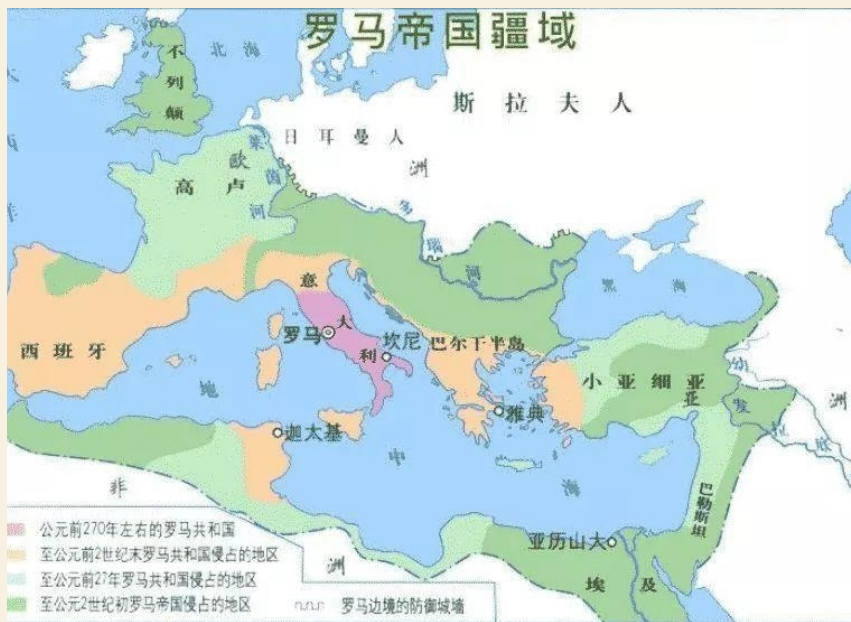 罗马帝国疆域
不列颠
北海
大西洋
斯拉夫人
日耳曼人
欧
洲
莱茵河
高卢
多瑙河
黑海
意大利
罗马
坎尼
巴尔干半岛
西班牙
地
中
海
小亚细亚
亚
洲
幼发拉底
雅典
迦太基
非
洲
巴勒斯坦
亚历山大
埃及
公元前270年左右的罗马共和国
至公元前2世纪末罗马共和国侵占的地区
至公元前27年罗马共和国侵占的地区
至公元2世纪初罗马帝国侵占的地区
罗马边境的防御城墙